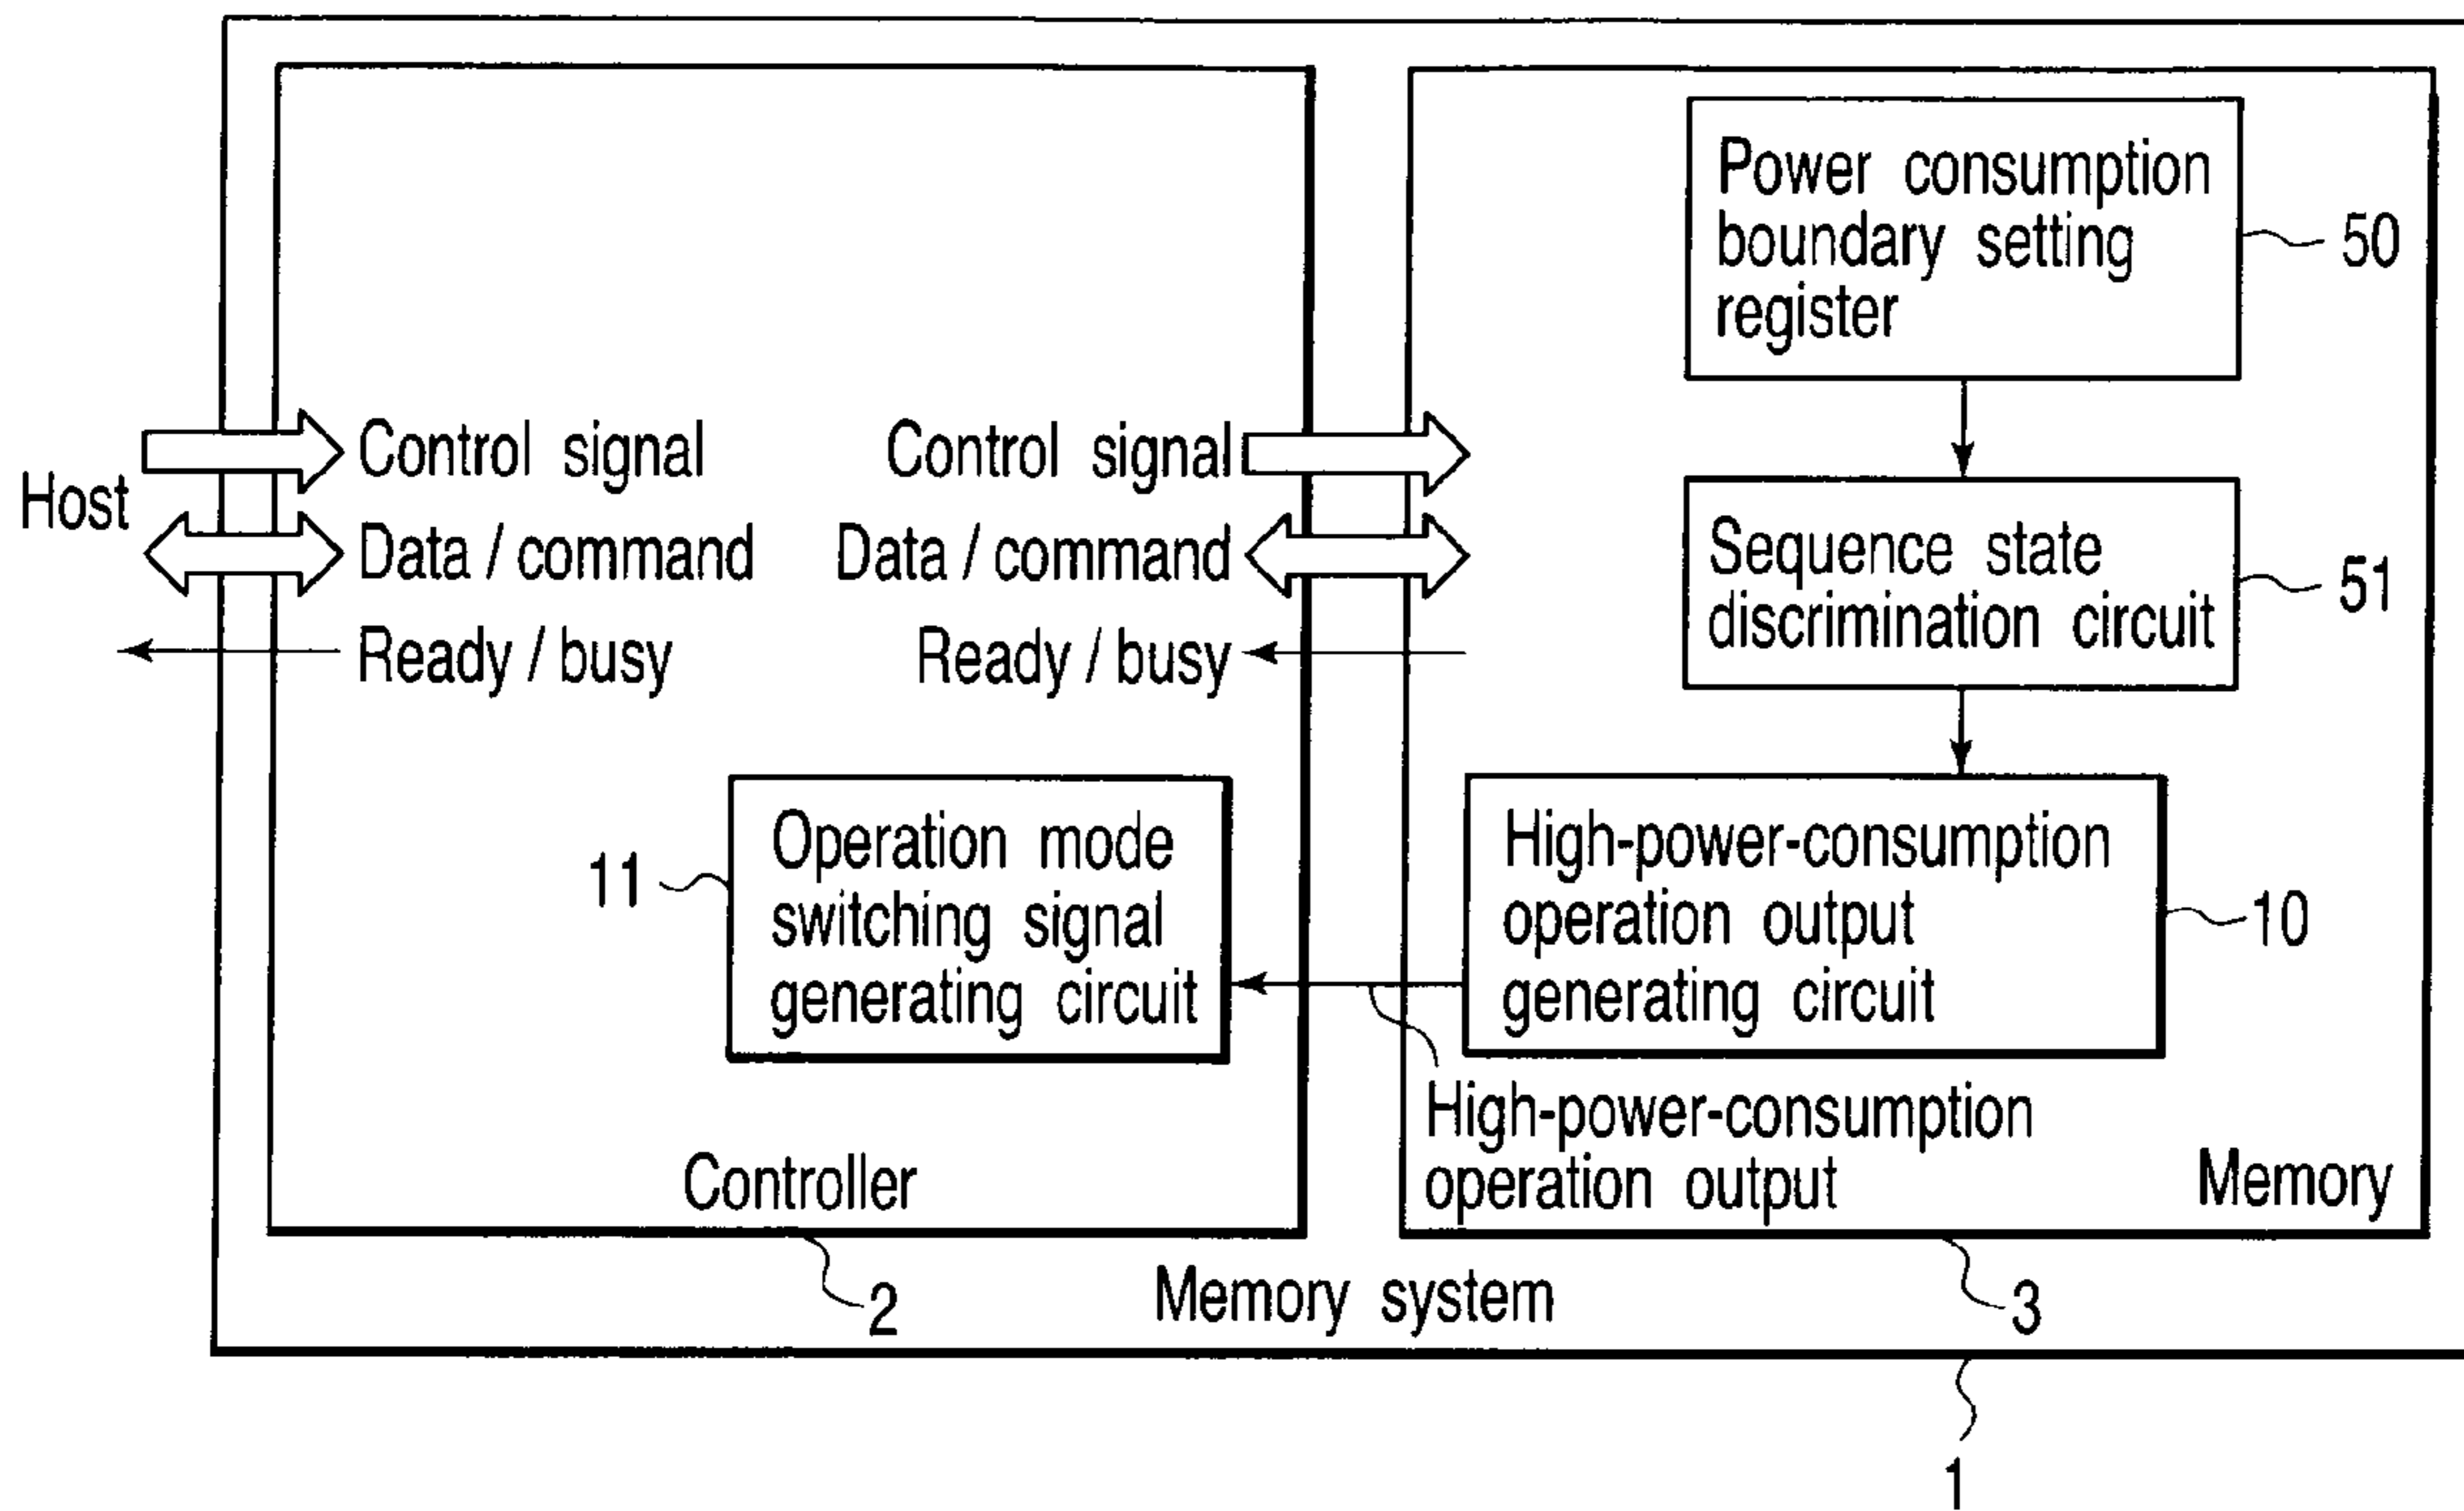 Power consumption
boundary setting
register
50
Host
Control signal
Data / command
Ready / busy
Control signal
Data / command
Ready / busy
Sequence state
discrimination circuit
51
11
Operation mode
switching signal
generating circuit
High-power-consumption
operation output
generating circuit
10
High-power-consumption
operation output
Controller
Memory
2
Memory system
3
1